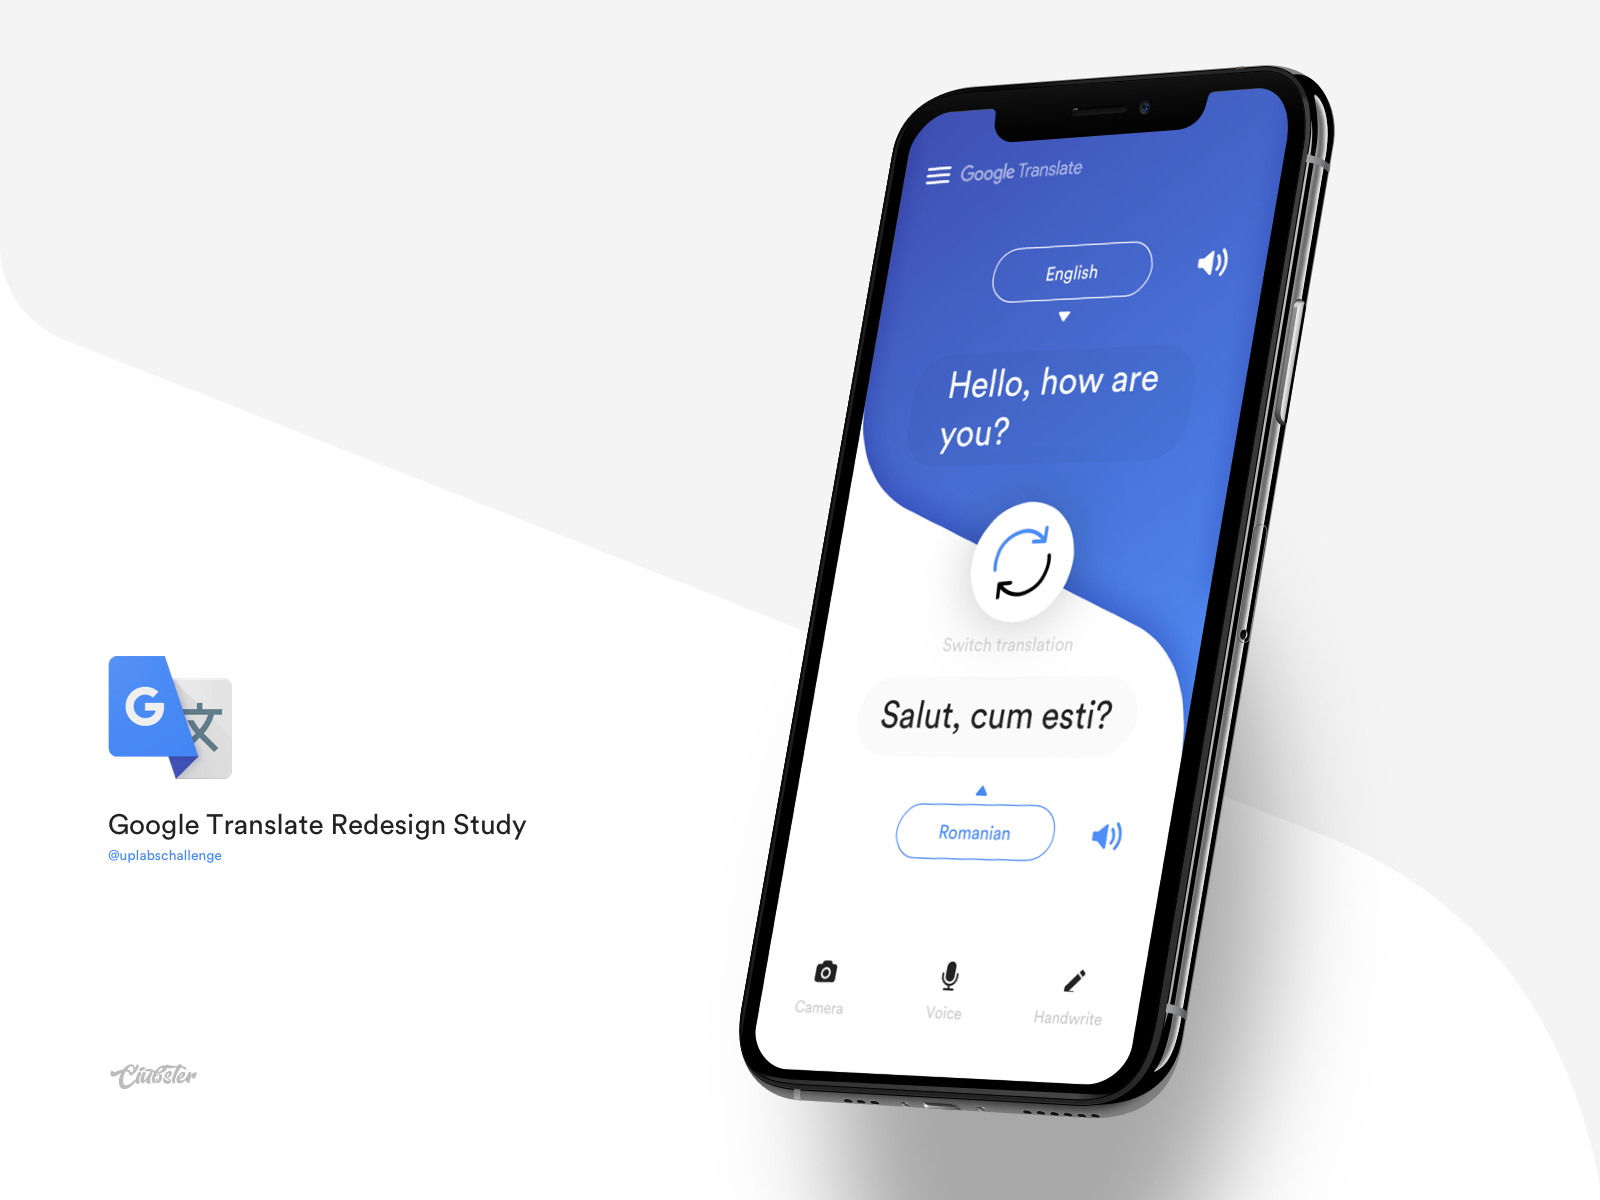 Google Translate
English
Hello, how are
you?
Switch translation
Salut, cum esti?
Romanian
Camera
Voice
Handwrite
G
文
Google Translate Redesign Study
@uplabschallenge
Ciubster